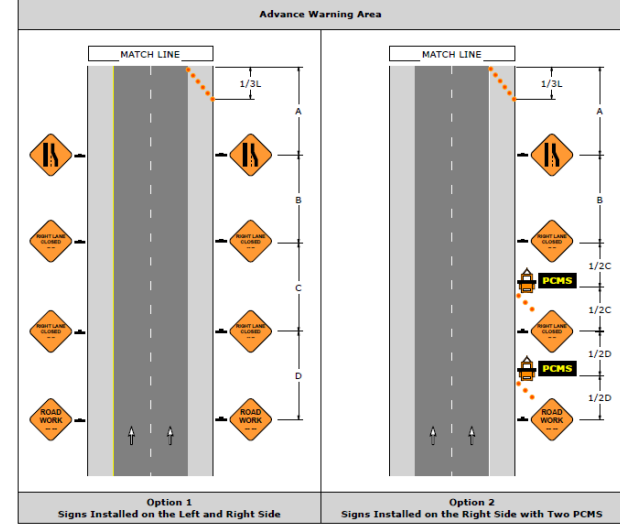 Advance Warning Area
MATCH LINE
1/3L
A
B
RIGHT LANE
CLOSED
--
RIGHT LANE
CLOSED
--
C
RIGHT LANE
CLOSED
--
RIGHT LANE
CLOSED
--
D
ROAD
WORK
--
ROAD
WORK
--
Option 1
Signs Installed on the Left and Right Side
MATCH LINE
1/3L
A
B
RIGHT LANE
CLOSED
--
1/2C
PCMS
1/2C
RIGHT LANE
CLOSED
--
1/2D
PCMS
1/2D
ROAD
WORK
--
Option 2
Signs Installed on the Right Side with Two PCMS